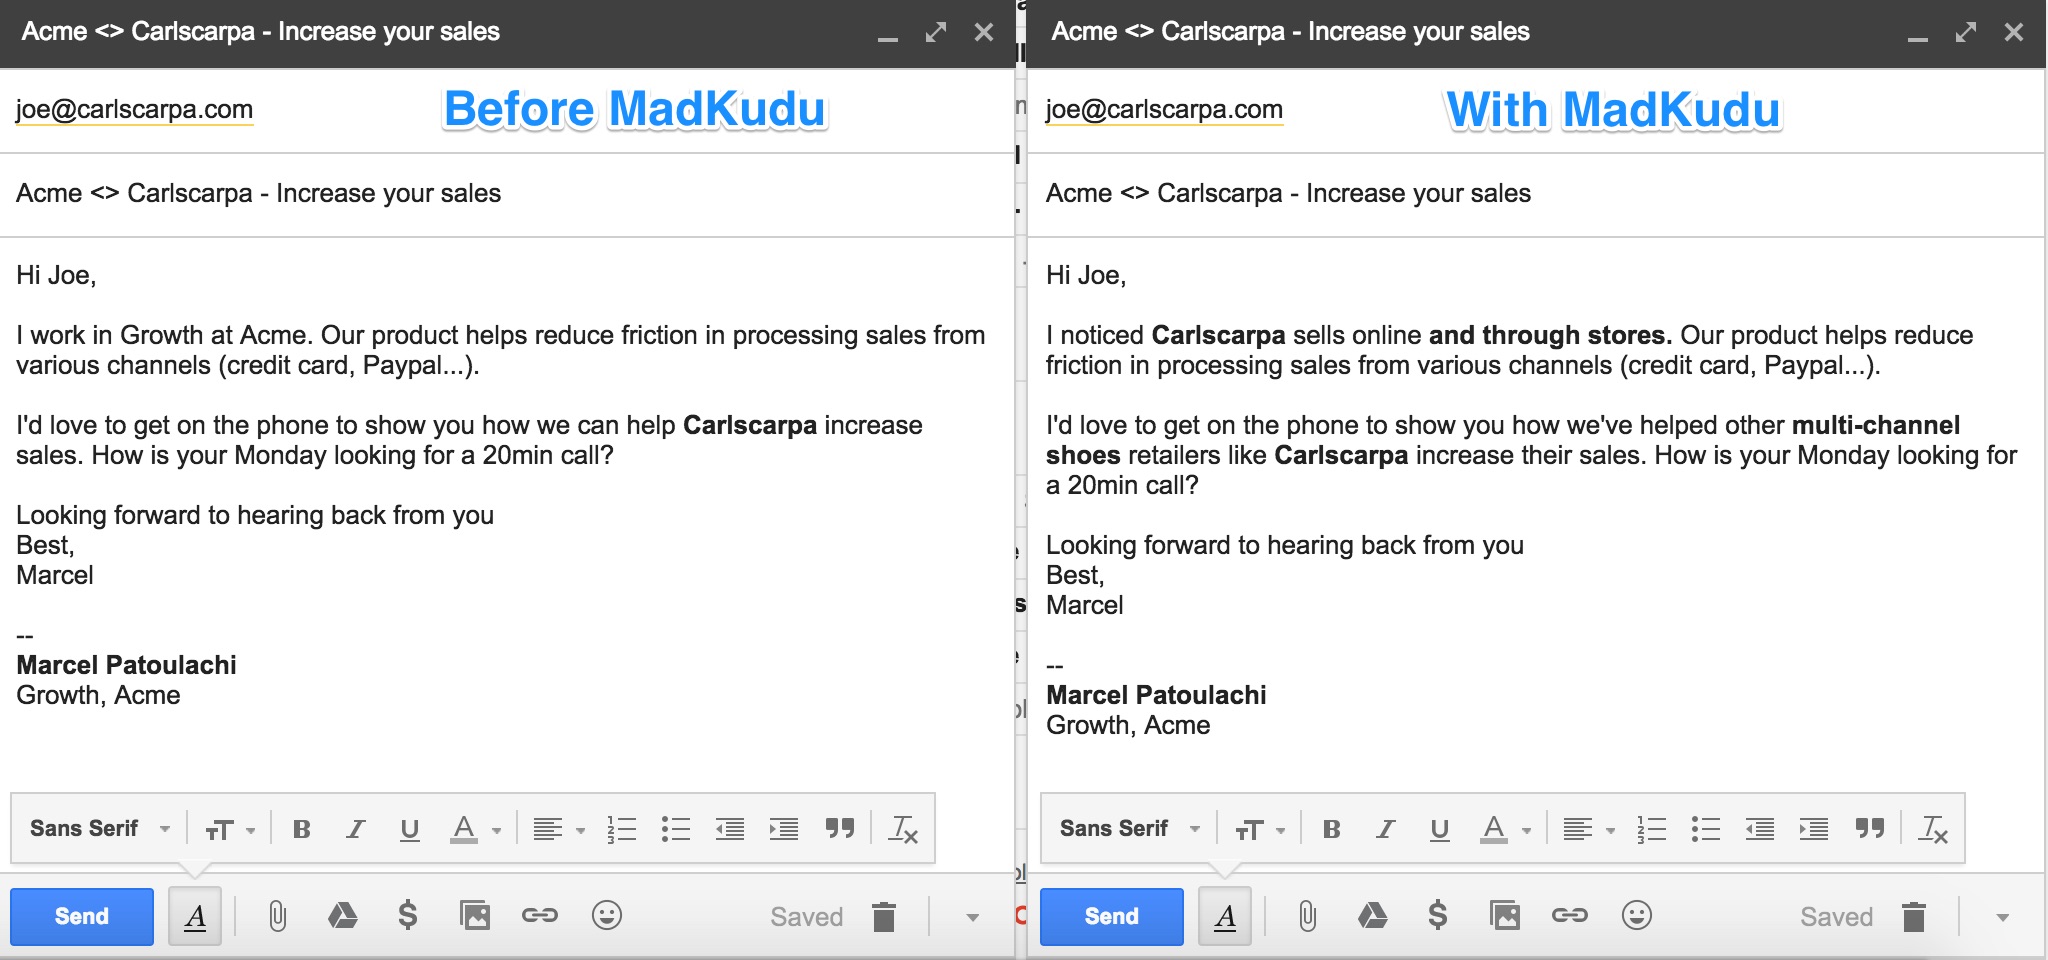 Acme <> Carlscarpa - Increase your sales
joe@carlscarpa.com
Before MadKudu
Acme <> Carlscarpa - Increase your sales
Hi Joe,
I work in Growth at Acme. Our product helps reduce friction in processing sales from
various channels (credit card, Paypal...).
I'd love to get on the phone to show you how we can help Carlscarpa increase
sales. How is your Monday looking for a 20min call?
Looking forward to hearing back from you
Best,
Marcel
--
Marcel Patoulachi
Growth, Acme
Sans Serif
Send
Saved
Acme <> Carlscarpa - Increase your sales
joe@carlscarpa.com
With MadKudu
Acme <> Carlscarpa - Increase your sales
Hi Joe,
I noticed Carlscarpa sells online and through stores. Our product helps reduce
friction in processing sales from various channels (credit card, Paypal...).
I'd love to get on the phone to show you how we've helped other multi-channel
shoes retailers like Carlscarpa increase their sales. How is your Monday looking for
a 20min call?
Looking forward to hearing back from you
Best,
Marcel
--
Marcel Patoulachi
Growth, Acme
Sans Serif
Send
Saved